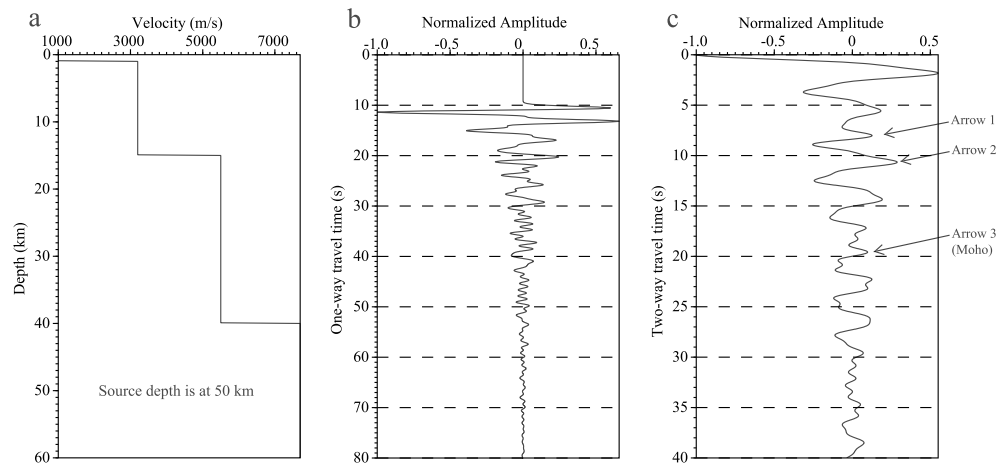 a
Velocity (m/s)
1000 3000 5000 7000
0
10
20
30
40
50
60
Depth (km)
Source depth is at 50 km
b
Normalized Amplitude
-1.0 -0.5 0 0.5
0
10
20
30
40
50
60
70
80
One-way travel time (s)
c
Normalized Amplitude
-1.0 -0.5 0 0.5
0
5
10
15
20
25
30
35
40
Two-way travel time (s)
Arrow 1
Arrow 2
Arrow 3
(Moho)